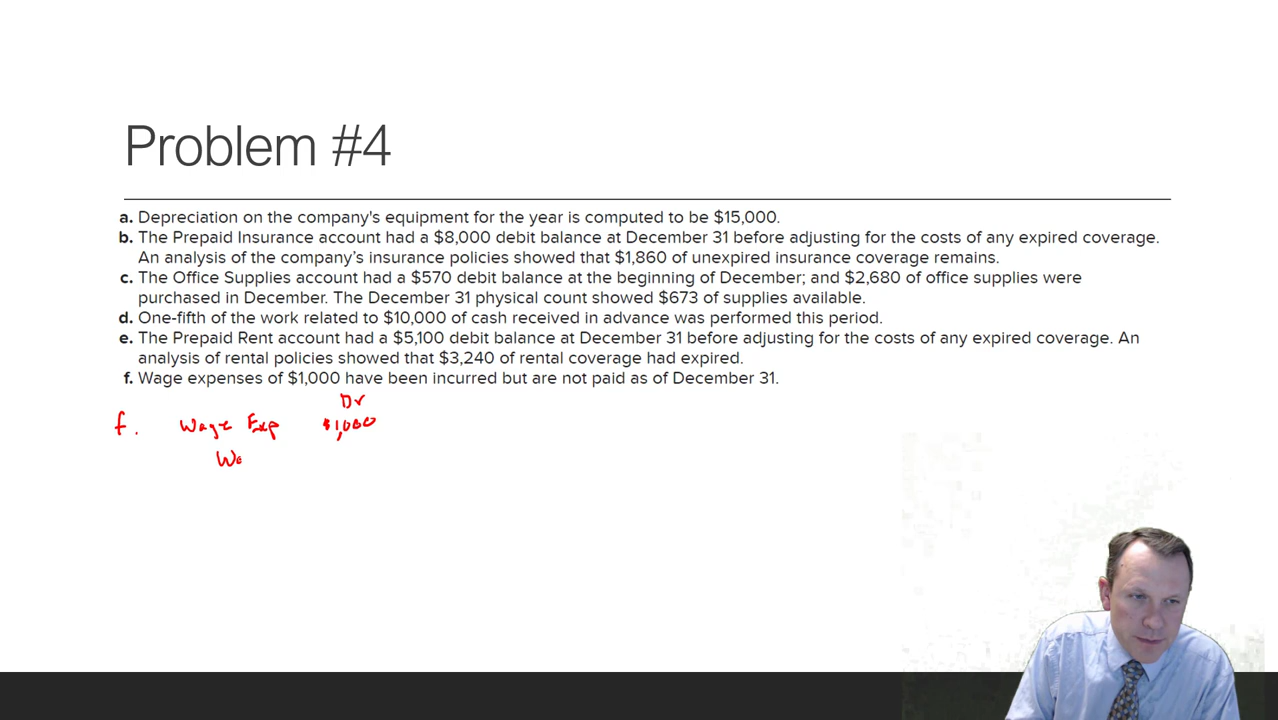 Problem #4
a. Depreciation on the company's equipment for the year is computed to be $15,000.
b. The Prepaid Insurance account had a $8,000 debit balance at December 31 before adjusting for the costs of any expired coverage.
An analysis of the company's insurance policies showed that $1,860 of unexpired insurance coverage remains.
c. The Office Supplies account had a $570 debit balance at the beginning of December; and $2,680 of office supplies were
purchased in December. The December 31 physical count showed $673 of supplies available.
d. One-fifth of the work related to $10,000 of cash received in advance was performed this period.
e. The Prepaid Rent account had a $5,100 debit balance at December 31 before adjusting for the costs of any expired coverage. An
analysis of rental policies showed that $3,240 of rental coverage had expired.
f. Wage expenses of $1,000 have been incurred but are not paid as of December 31.
Dr
f. Wage Exp $1,000
Wa